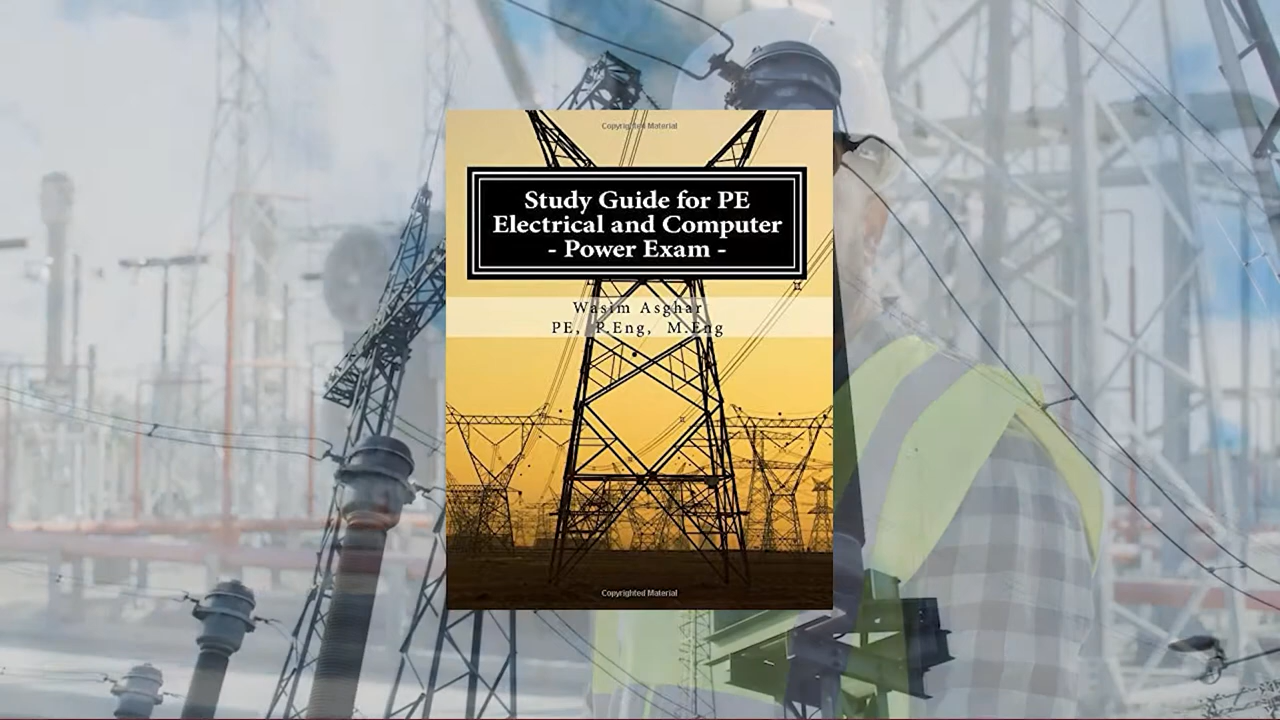 Copyrighted Material
Study Guide for PE
Electrical and Computer
- Power Exam -
Wasim Asghar
PE, P.Eng, M.Eng
Copyrighted Material